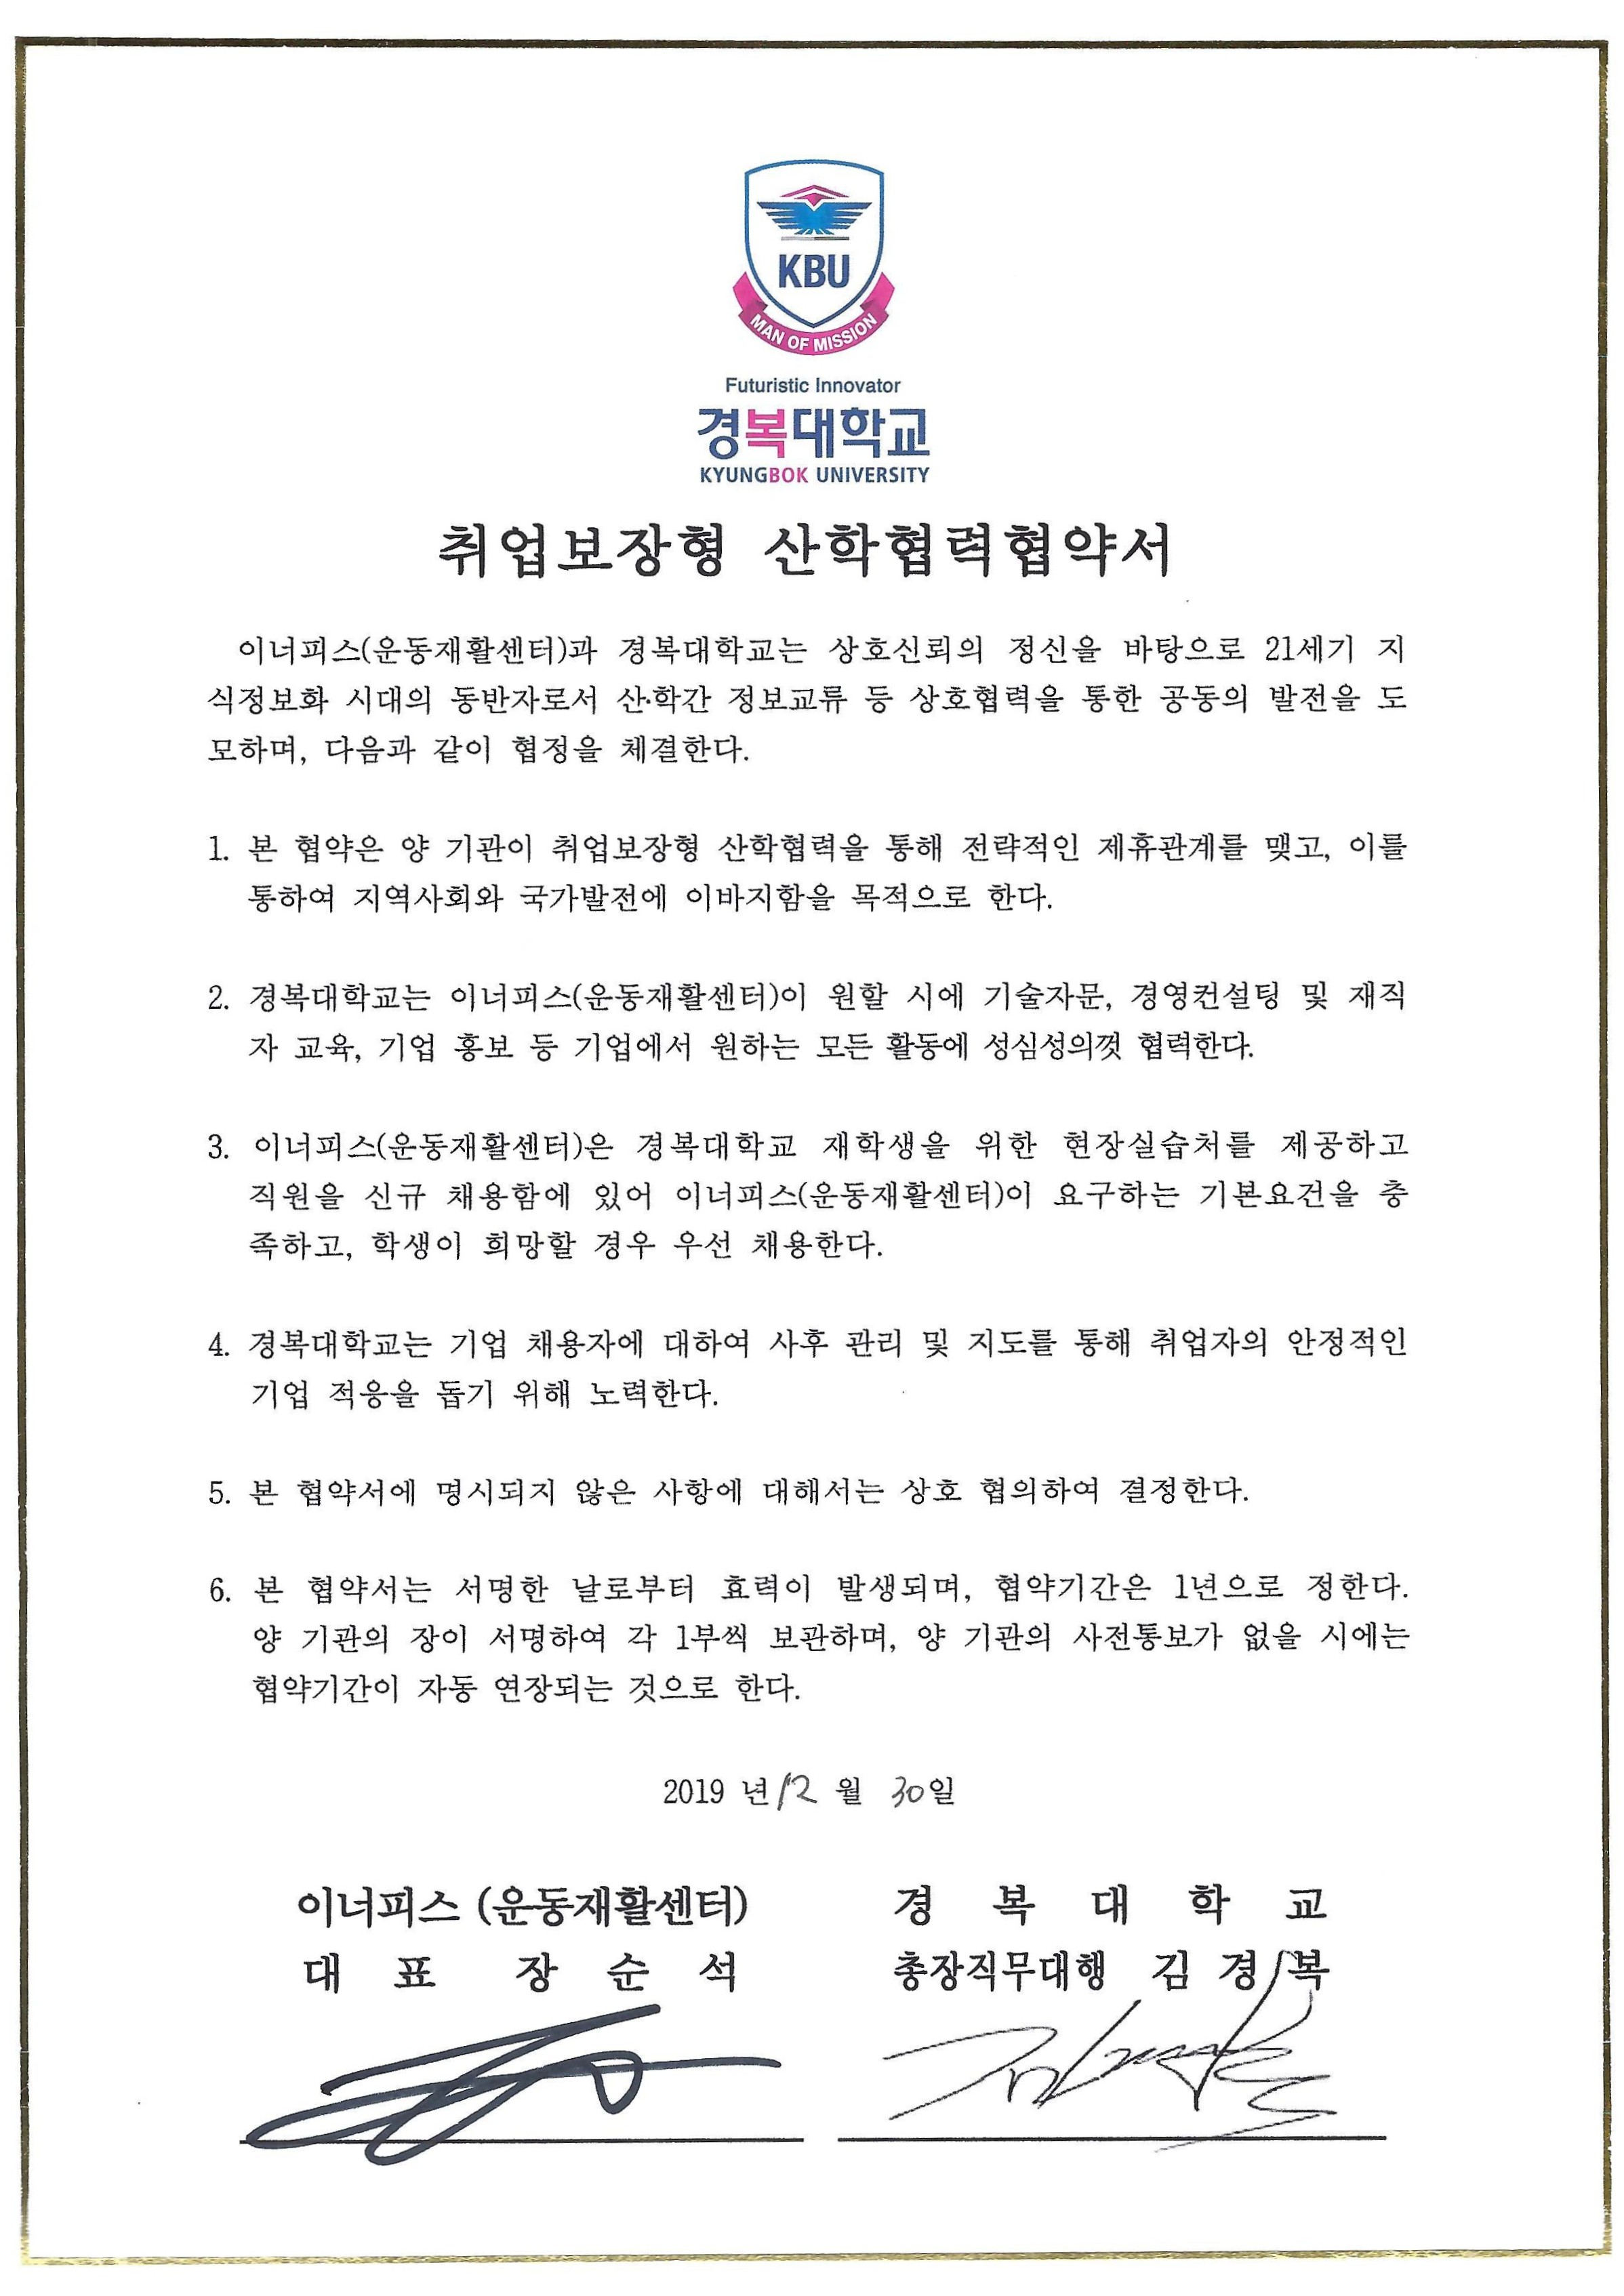 KBU
MAN OF MISSION
Futuristic Innovator
경복대학교
KYUNGBOK UNIVERSITY
취업보장형 산학협력협약서
이너피스(운동재활센터)과 경복대학교는 상호신뢰의 정신을 바탕으로 21세기 지
식정보화 시대의 동반자로서 산·학간 정보교류 등 상호협력을 통한 공동의 발전을 도
모하며, 다음과 같이 협정을 체결한다.
1. 본 협약은 양 기관이 취업보장형 산학협력을 통해 전략적인 제휴관계를 맺고, 이를
통하여 지역사회와 국가발전에 이바지함을 목적으로 한다.
2. 경복대학교는 이너피스(운동재활센터)이 원할 시에 기술자문, 경영컨설팅 및 재직
자 교육, 기업 홍보 등 기업에서 원하는 모든 활동에 성심성의껏 협력한다.
3. 이너피스(운동재활센터)은 경복대학교 재학생을 위한 현장실습처를 제공하고
직원을 신규 채용함에 있어 이너피스(운동재활센터)이 요구하는 기본요건을 충
족하고, 학생이 희망할 경우 우선 채용한다.
4. 경복대학교는 기업 채용자에 대하여 사후 관리 및 지도를 통해 취업자의 안정적인
기업 적응을 돕기 위해 노력한다.
5. 본 협약서에 명시되지 않은 사항에 대해서는 상호 협의하여 결정한다.
6. 본 협약서는 서명한 날로부터 효력이 발생되며, 협약기간은 1년으로 정한다.
양 기관의 장이 서명하여 각 1부씩 보관하며, 양 기관의 사전통보가 없을 시에는
협약기간이 자동 연장되는 것으로 한다.
2019 년 12 월 30일
이너피스 (운동재활센터)
대 표 장 순 석
경 복 대 학 교
총장직무대행 김 경 복